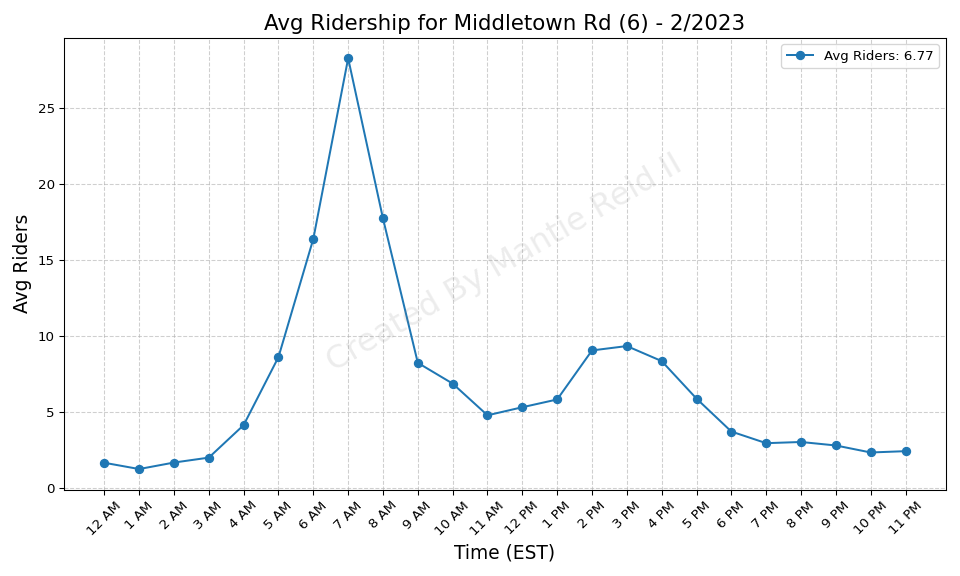 Avg Ridership for Middletown Rd (6) - 2/2023
Avg Riders: 6.77
Avg Riders
25
20
15
10
5
0
Created By Mantle Reid II
12 AM
1 AM
2 AM
3 AM
4 AM
5 AM
6 AM
7 AM
8 AM
9 AM
10 AM
11 AM
12 PM
1 PM
2 PM
3 PM
4 PM
5 PM
6 PM
7 PM
8 PM
9 PM
10 PM
11 PM
Time (EST)